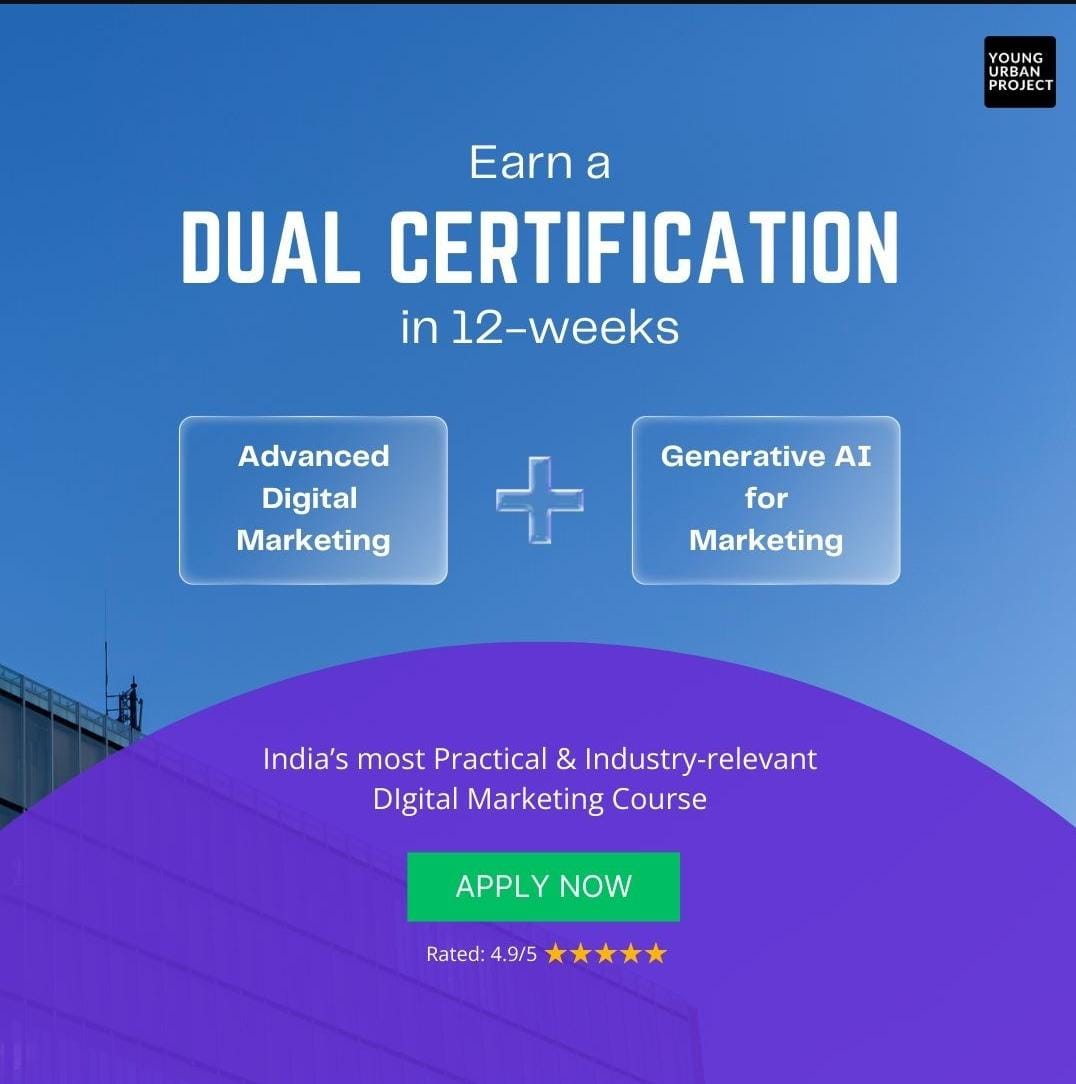 YOUNG
URBAN
PROJECT
Earn a
DUAL CERTIFICATION
in 12-weeks
Advanced
Digital
Marketing
Generative AI
for
Marketing
India's most Practical & Industry-relevant
DIgital Marketing Course
APPLY NOW
Rated: 4.9/5